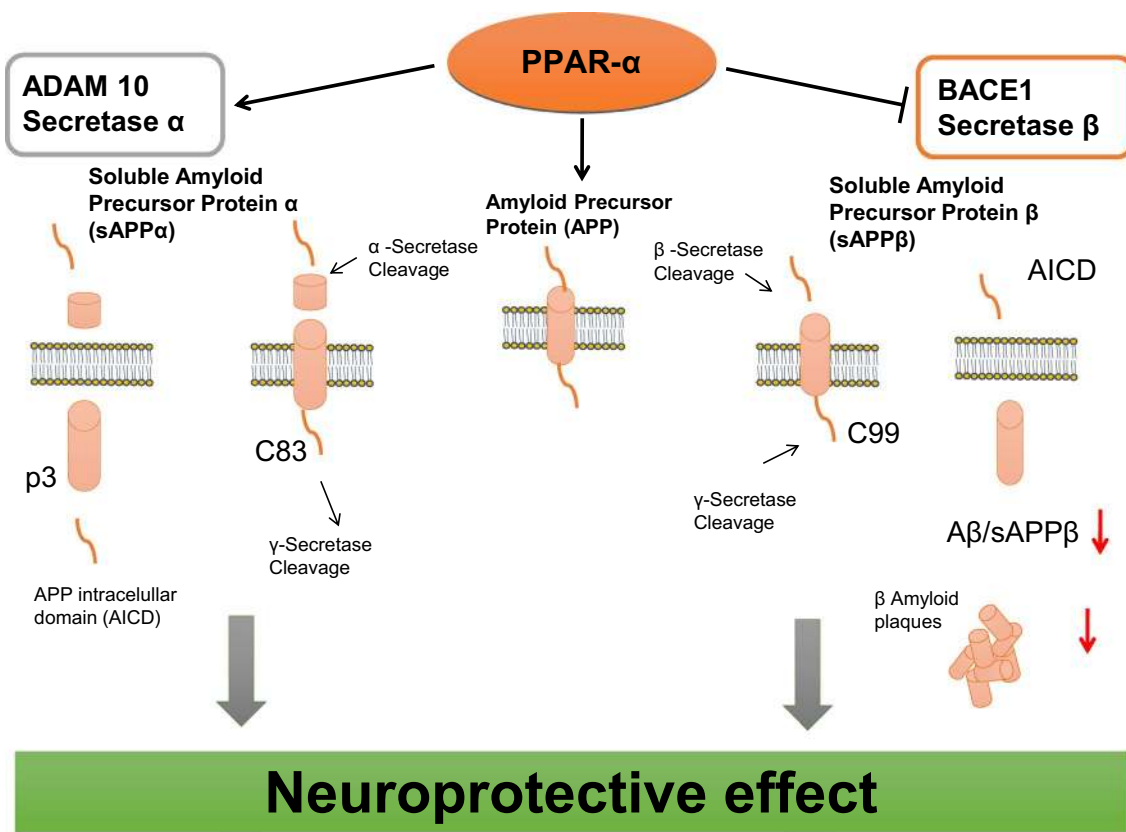 PPAR-α
ADAM 10
Secretase α
BACE1
Secretase β
Soluble Amyloid
Precursor Protein α
(sAPPα)
α -Secretase
Cleavage
Amyloid Precursor
Protein (APP)
Soluble Amyloid
Precursor Protein β
(sAPPβ)
β -Secretase
Cleavage
AICD
p3
C83
C99
γ-Secretase
Cleavage
γ-Secretase
Cleavage
Aβ/sAPPβ
APP intracelullar
domain (AICD)
β Amyloid
plaques
Neuroprotective effect